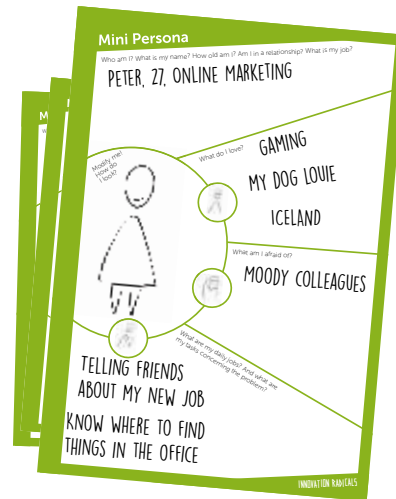 Mini Persona
Who am I? What is my name? How old am I? Am I in a relationship? What is my job?
PETER, 27, ONLINE MARKETING
Modify me!
How do
I look?
What do I love?
GAMING
MY DOG LOUIE
ICELAND
What am I afraid of?
MOODY COLLEAGUES
What are my daily jobs? And what are
my tasks concerning the problem?
TELLING FRIENDS
ABOUT MY NEW JOB
KNOW WHERE TO FIND
THINGS IN THE OFFICE
INNOVATION RADICALS